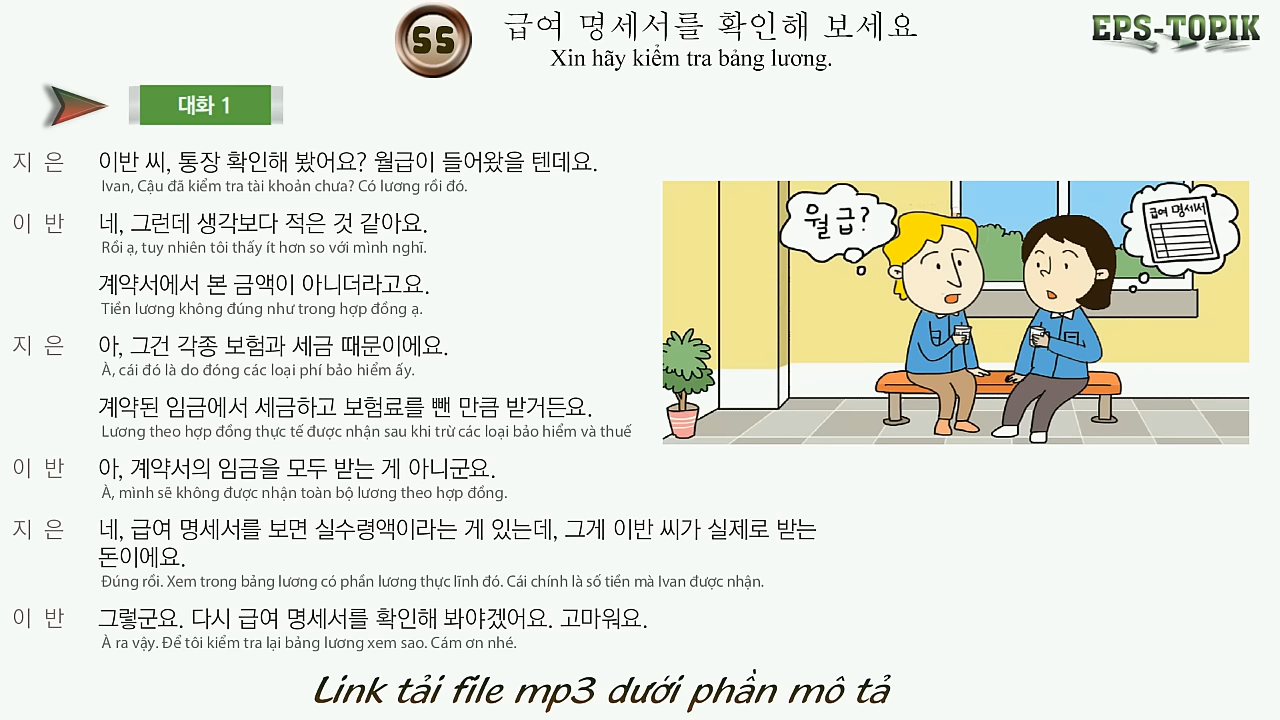 55
급여 명세서를 확인해 보세요
Xin hãy kiểm tra bảng lương.
EPS-TOPIK
대화 1
지 은 이반 씨, 통장 확인해 봤어요? 월급이 들어왔을 텐데요.
Ivan, Cậu đã kiểm tra tài khoản chưa? Có lương rồi đó.
이 반 네, 그런데 생각보다 적은 것 같아요.
Rồi ạ, tuy nhiên tôi thấy ít hơn so với mình nghĩ.
계약서에서 본 금액이 아니더라고요.
Tiền lương không đúng như trong hợp đồng ạ.
지 은 아, 그건 각종 보험과 세금 때문이에요.
À, cái đó là do đóng các loại phí bảo hiểm ấy.
계약된 임금에서 세금하고 보험료를 뺀 만큼 받거든요.
Lương theo hợp đồng thực tế được nhận sau khi trừ các loại bảo hiểm và thuế
이 반 아, 계약서의 임금을 모두 받는 게 아니군요.
À, mình sẽ không được nhận toàn bộ lương theo hợp đồng.
지 은 네, 급여 명세서를 보면 실수령액이라는 게 있는데, 그게 이반 씨가 실제로 받는
돈이에요.
Đúng rồi. Xem trong bảng lương có phần lương thực lĩnh đó. Cái chính là số tiền mà Ivan được nhận.
이 반 그렇군요. 다시 급여 명세서를 확인해 봐야겠어요. 고마워요.
À ra vậy. Để tôi kiểm tra lại bảng lương xem sao. Cám ơn nhé.
월급?
급여 명세서
Link tải file mp3 dưới phần mô tả